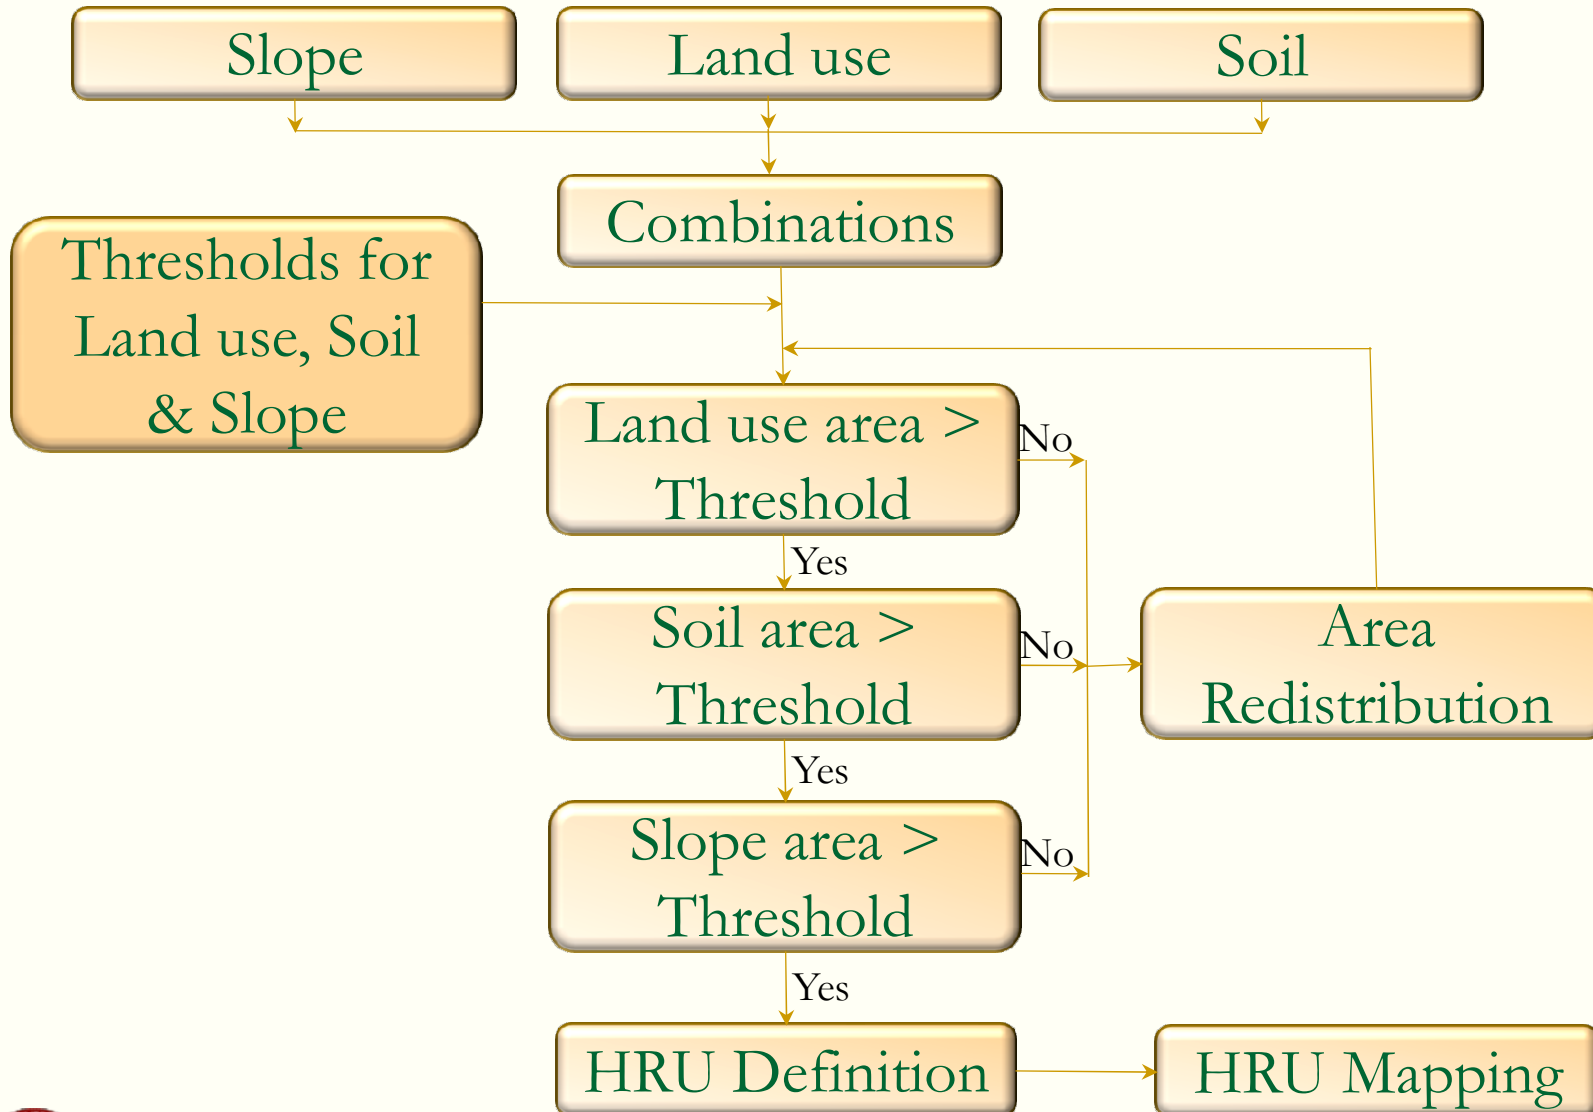 Slope
Land use
Soil
Combinations
Thresholds for
Land use, Soil
& Slope
Land use area >
Threshold
No
Yes
Soil area >
Threshold
No
Area
Redistribution
Yes
Slope area >
Threshold
No
Yes
HRU Definition
HRU Mapping